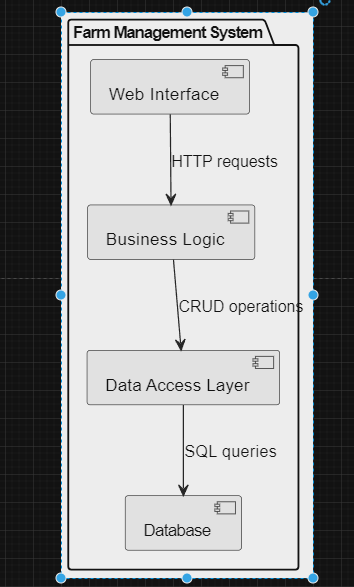 Farm Management System
Web Interface
HTTP requests
Business Logic
CRUD operations
Data Access Layer
SQL queries
Database